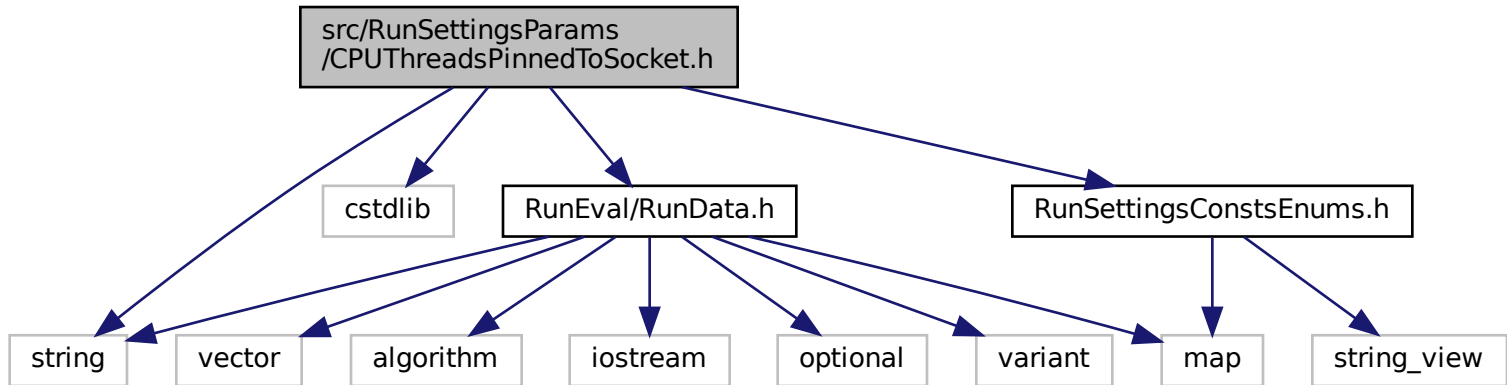 src/RunSettingsParams
/CPUThreadsPinnedToSocket.h
cstdlib
RunEval/RunData.h
RunSettingsConstsEnums.h
string
vector
algorithm
iostream
optional
variant
map
string_view